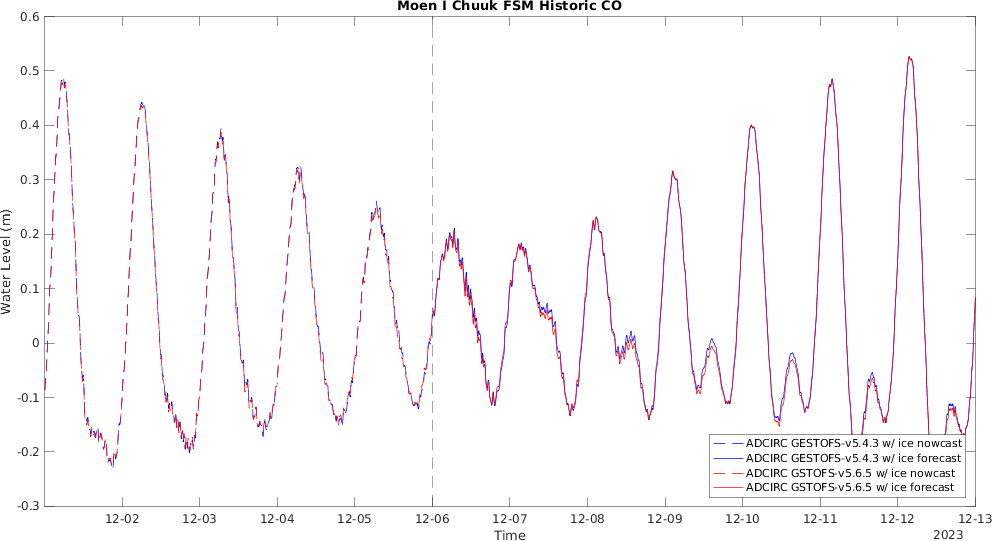 Moen I Chuuk FSM Historic CO
0.6
0.5
0.4
0.3
0.2
0.1
0
-0.1
-0.2
-0.3
Water Level (m)
ADCIRC GESTOFS-v5.4.3 w/ ice nowcast
ADCIRC GESTOFS-v5.4.3 w/ ice forecast
ADCIRC GSTOFS-v5.6.5 w/ ice nowcast
ADCIRC GSTOFS-v5.6.5 w/ ice forecast
12-02 12-03 12-04 12-05 12-06 12-07 12-08 12-09 12-10 12-11 12-12 12-13
Time
2023